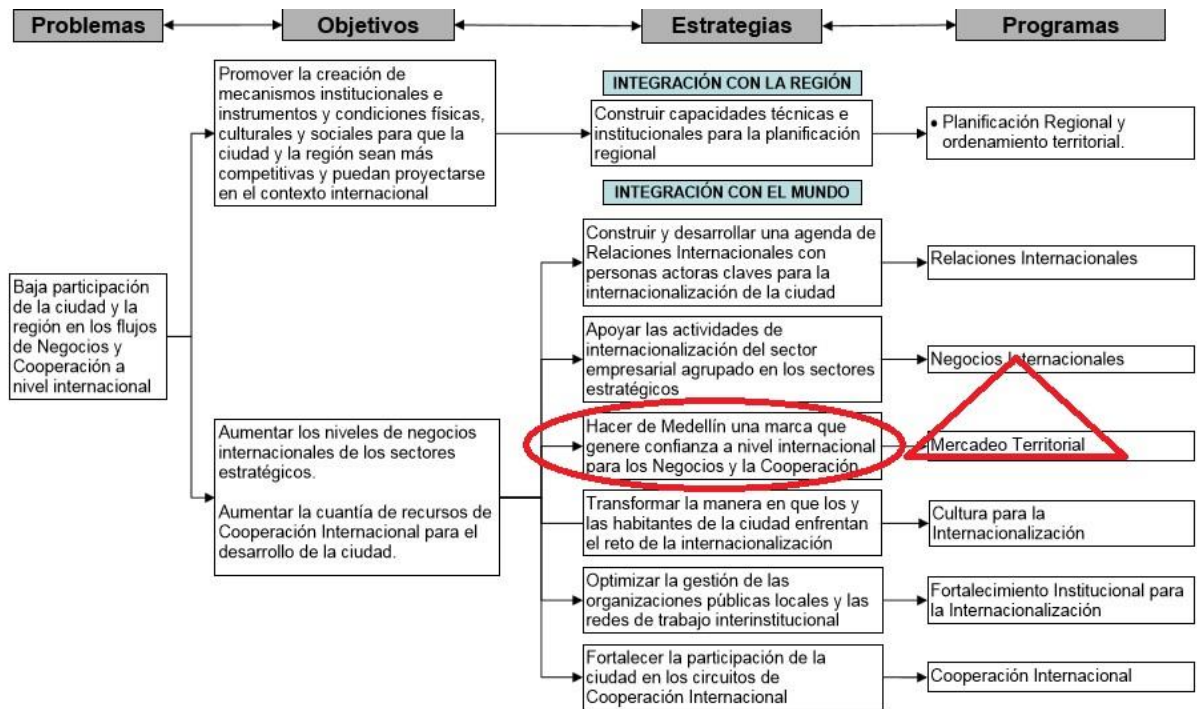 Problemas
Objetivos
Estrategias
Programas
Promover la creación de
mecanismos institucionales e
instrumentos y condiciones físicas,
culturales y sociales para que la
ciudad y la región sean más
competitivas y puedan proyectarse
en el contexto internacional
INTEGRACIÓN CON LA REGIÓN
Construir capacidades técnicas e
institucionales para la planificación
regional
• Planificación Regional y
ordenamiento territorial.
INTEGRACIÓN CON EL MUNDO
Baja participación
de la ciudad y la
región en los flujos
de Negocios y
Cooperación a
nivel internacional
Aumentar los niveles de negocios
internacionales de los sectores
estratégicos.
Aumentar la cuantía de recursos de
Cooperación Internacional para el
desarrollo de la ciudad.
Construir y desarrollar una agenda de
Relaciones Internacionales con
personas actoras claves para la
internacionalización de la ciudad
Relaciones Internacionales
Apoyar las actividades de
internacionalización del sector
empresarial agrupado en los sectores
estratégicos
Negocios Internacionales
Hacer de Medellín una marca que
genere confianza a nivel internacional
para los Negocios y la Cooperación
Mercadeo Territorial
Transformar la manera en que los y
las habitantes de la ciudad enfrentan
el reto de la internacionalización
Cultura para la
Internacionalización
Optimizar la gestión de las
organizaciones públicas locales y las
redes de trabajo interinstitucional
Fortalecimiento Institucional para
la Internacionalización
Fortalecer la participación de la
ciudad en los circuitos de
Cooperación Internacional
Cooperación Internacional